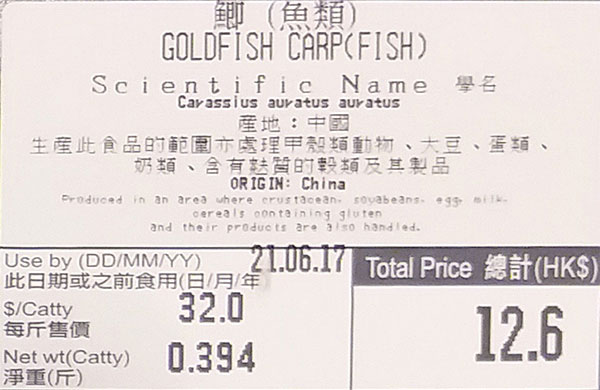 鯽 (魚類)
GOLDFISH CARP(FISH)
Scientific Name 學名
Carassius auratus auratus
產地：中國
生產此食品的範圍亦處理甲殼類動物、大豆、蛋類、
奶類、含有麩質的穀類及其製品
ORIGIN: China
Produced in an area where crustacean, soyabeans, egg, milk,
cereals containing gluten
and their products are also handled.
Use by (DD/MM/YY) 21.06.17
此日期或之前食用(日/月/年)
$/Catty 32.0
每斤售價
Net wt(Catty) 0.394
淨重(斤)
Total Price 總計(HK$)
12.6